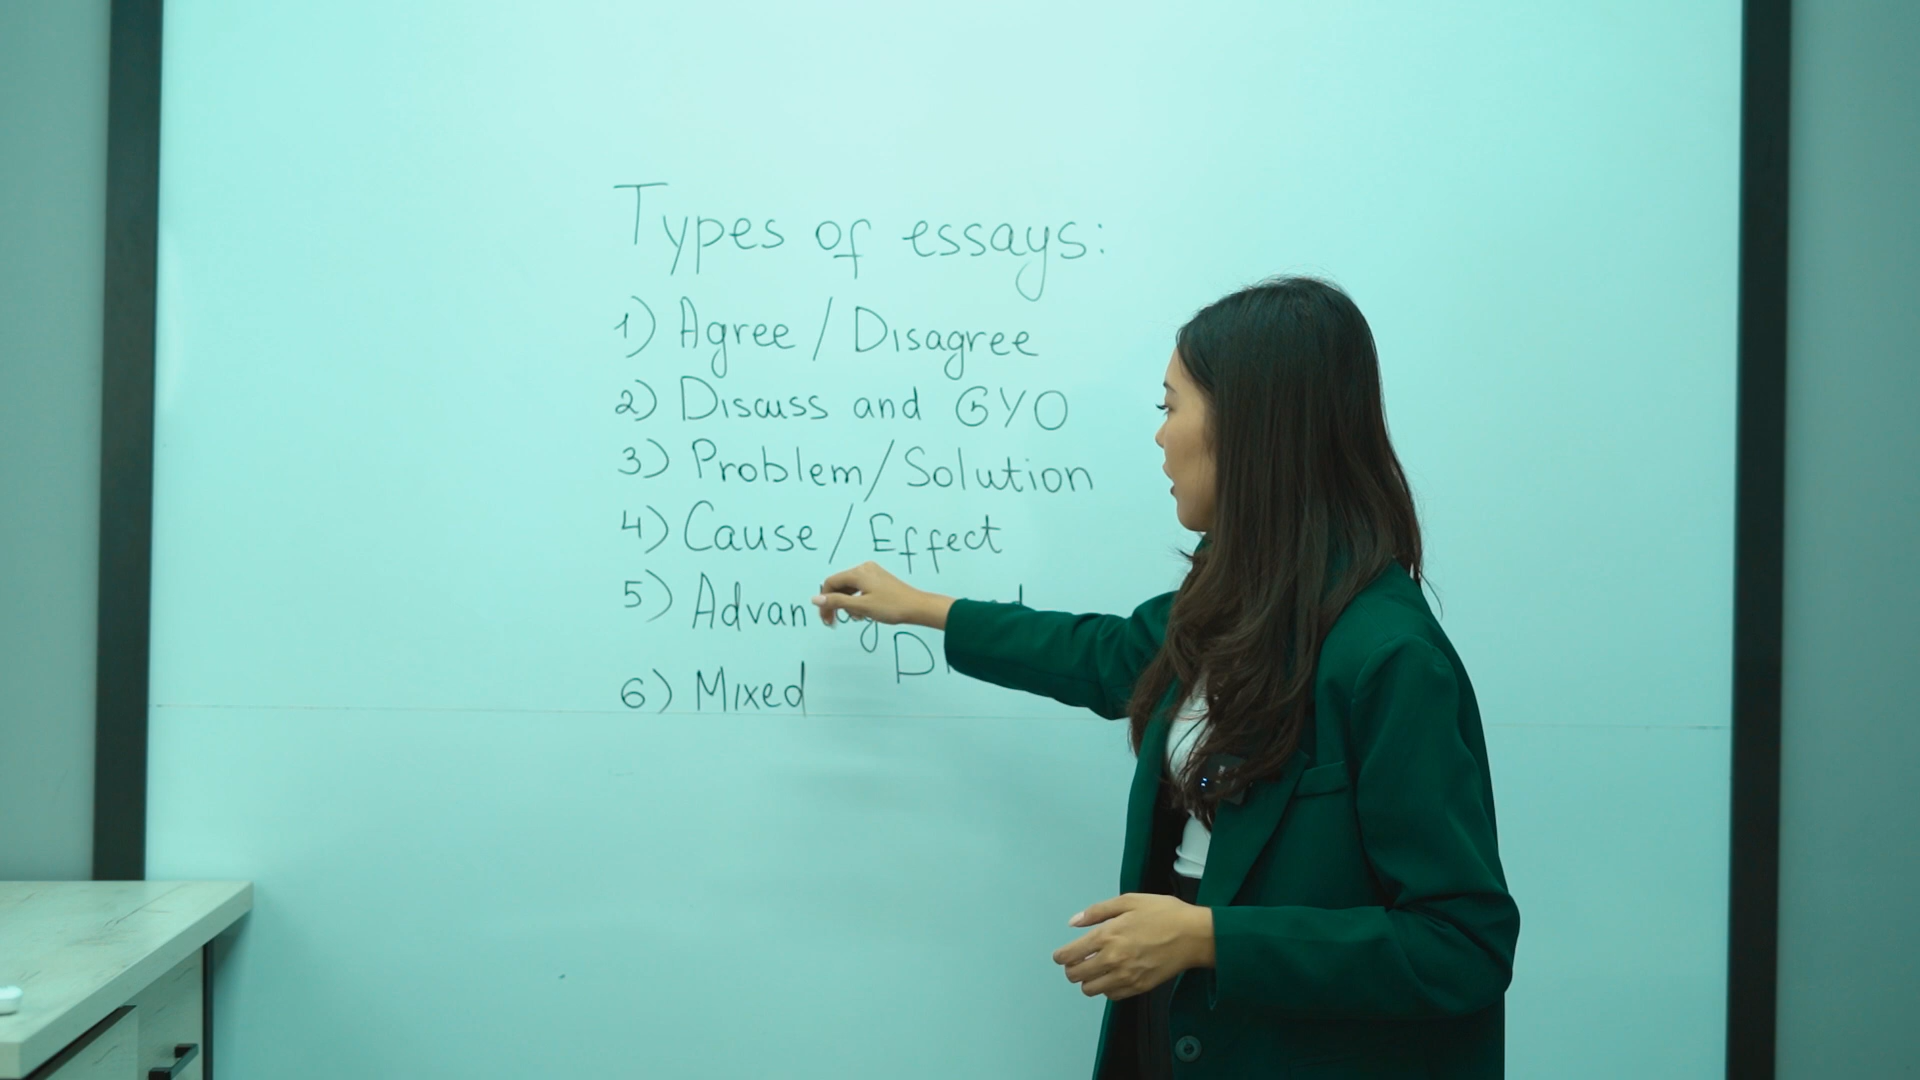 Types of essays:
1) Agree / Disagree
2) Discuss and GYO
3) Problem/Solution
4) Cause / Effect
5)
6) Mixed